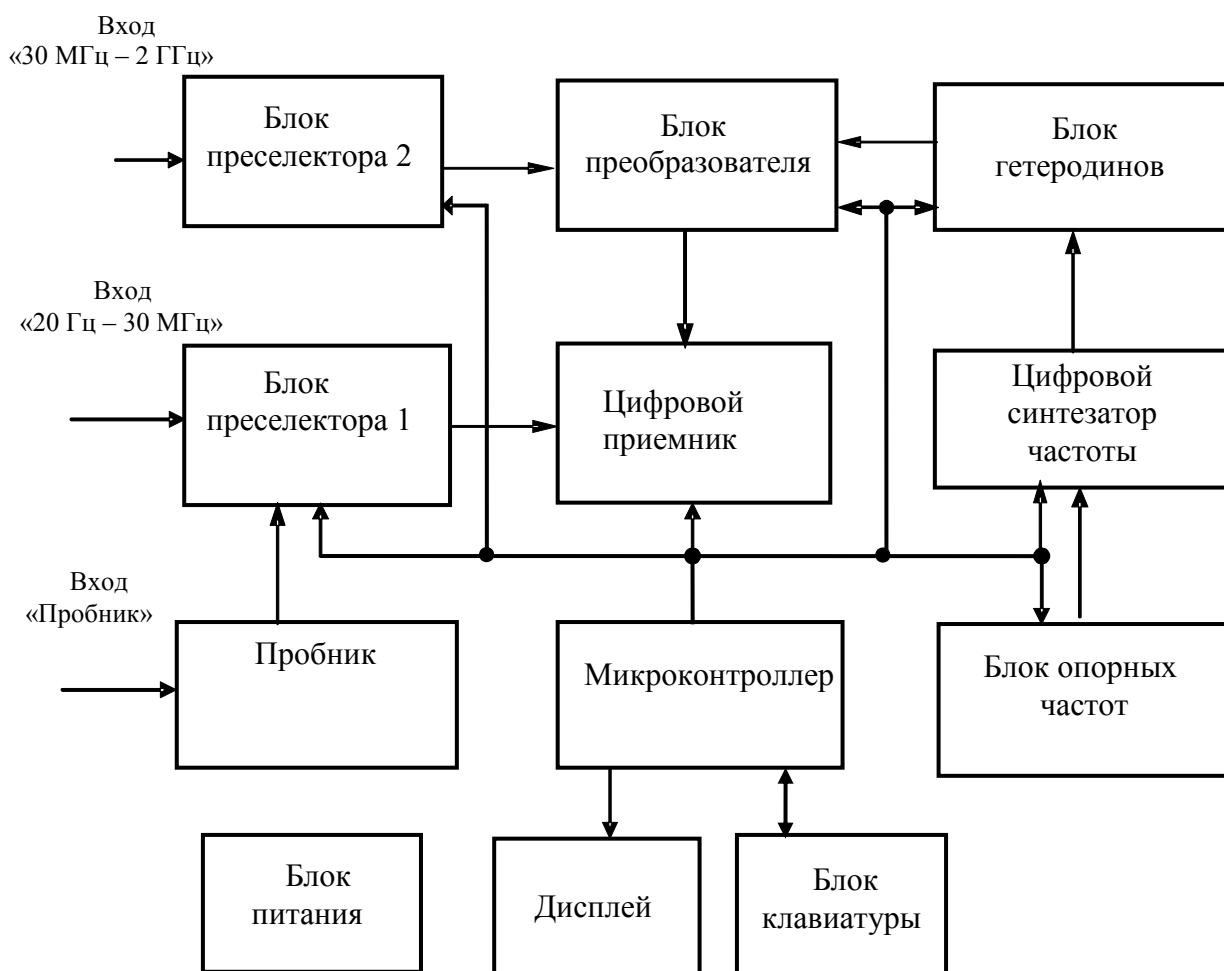 Вход
«30 МГц – 2 ГГц»
Блок
преселектора 2
Блок
преобразователя
Блок
гетеродинов
Вход
«20 Гц – 30 МГц»
Блок
преселектора 1
Цифровой
приемник
Цифровой
синтезатор
частоты
Вход
«Пробник»
Пробник
Микроконтроллер
Блок опорных
частот
Блок
питания
Дисплей
Блок
клавиатуры